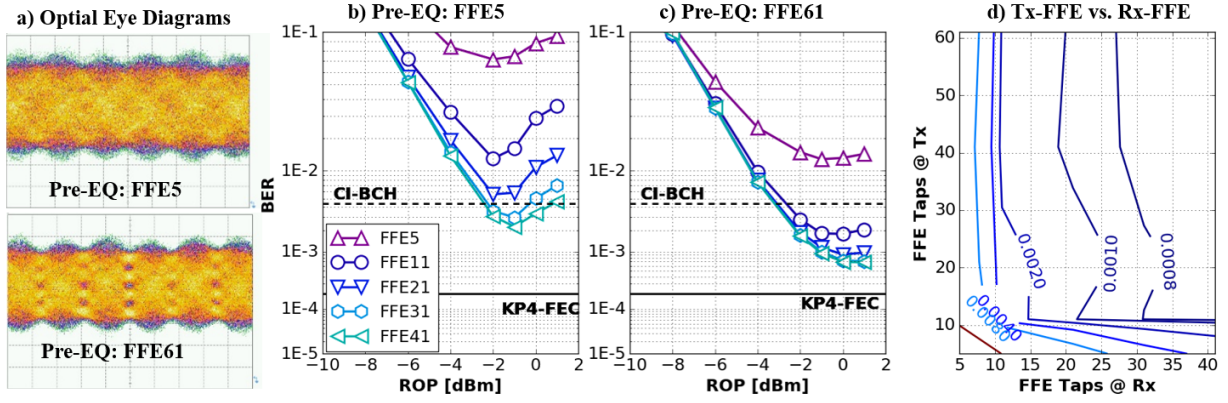 a) Optial Eye Diagrams
Pre-EQ: FFE5
Pre-EQ: FFE61
b) Pre-EQ: FFE5
BER
1E-1
1E-2
1E-3
1E-4
1E-5
CI-BCH
KP4-FEC
FFE5
FFE11
FFE21
FFE31
FFE41
−10 −8 −6 −4 −2 0 2
ROP [dBm]
c) Pre-EQ: FFE61
1E-1
1E-2
1E-3
1E-4
1E-5
CI-BCH
KP4-FEC
−10 −8 −6 −4 −2 0 2
ROP [dBm]
d) Tx-FFE vs. Rx-FFE
FFE Taps @ Tx
60
50
40
30
20
10
0.0080
0.0040
0.0020
0.0010
0.0008
5 10 15 20 25 30 35 40
FFE Taps @ Rx